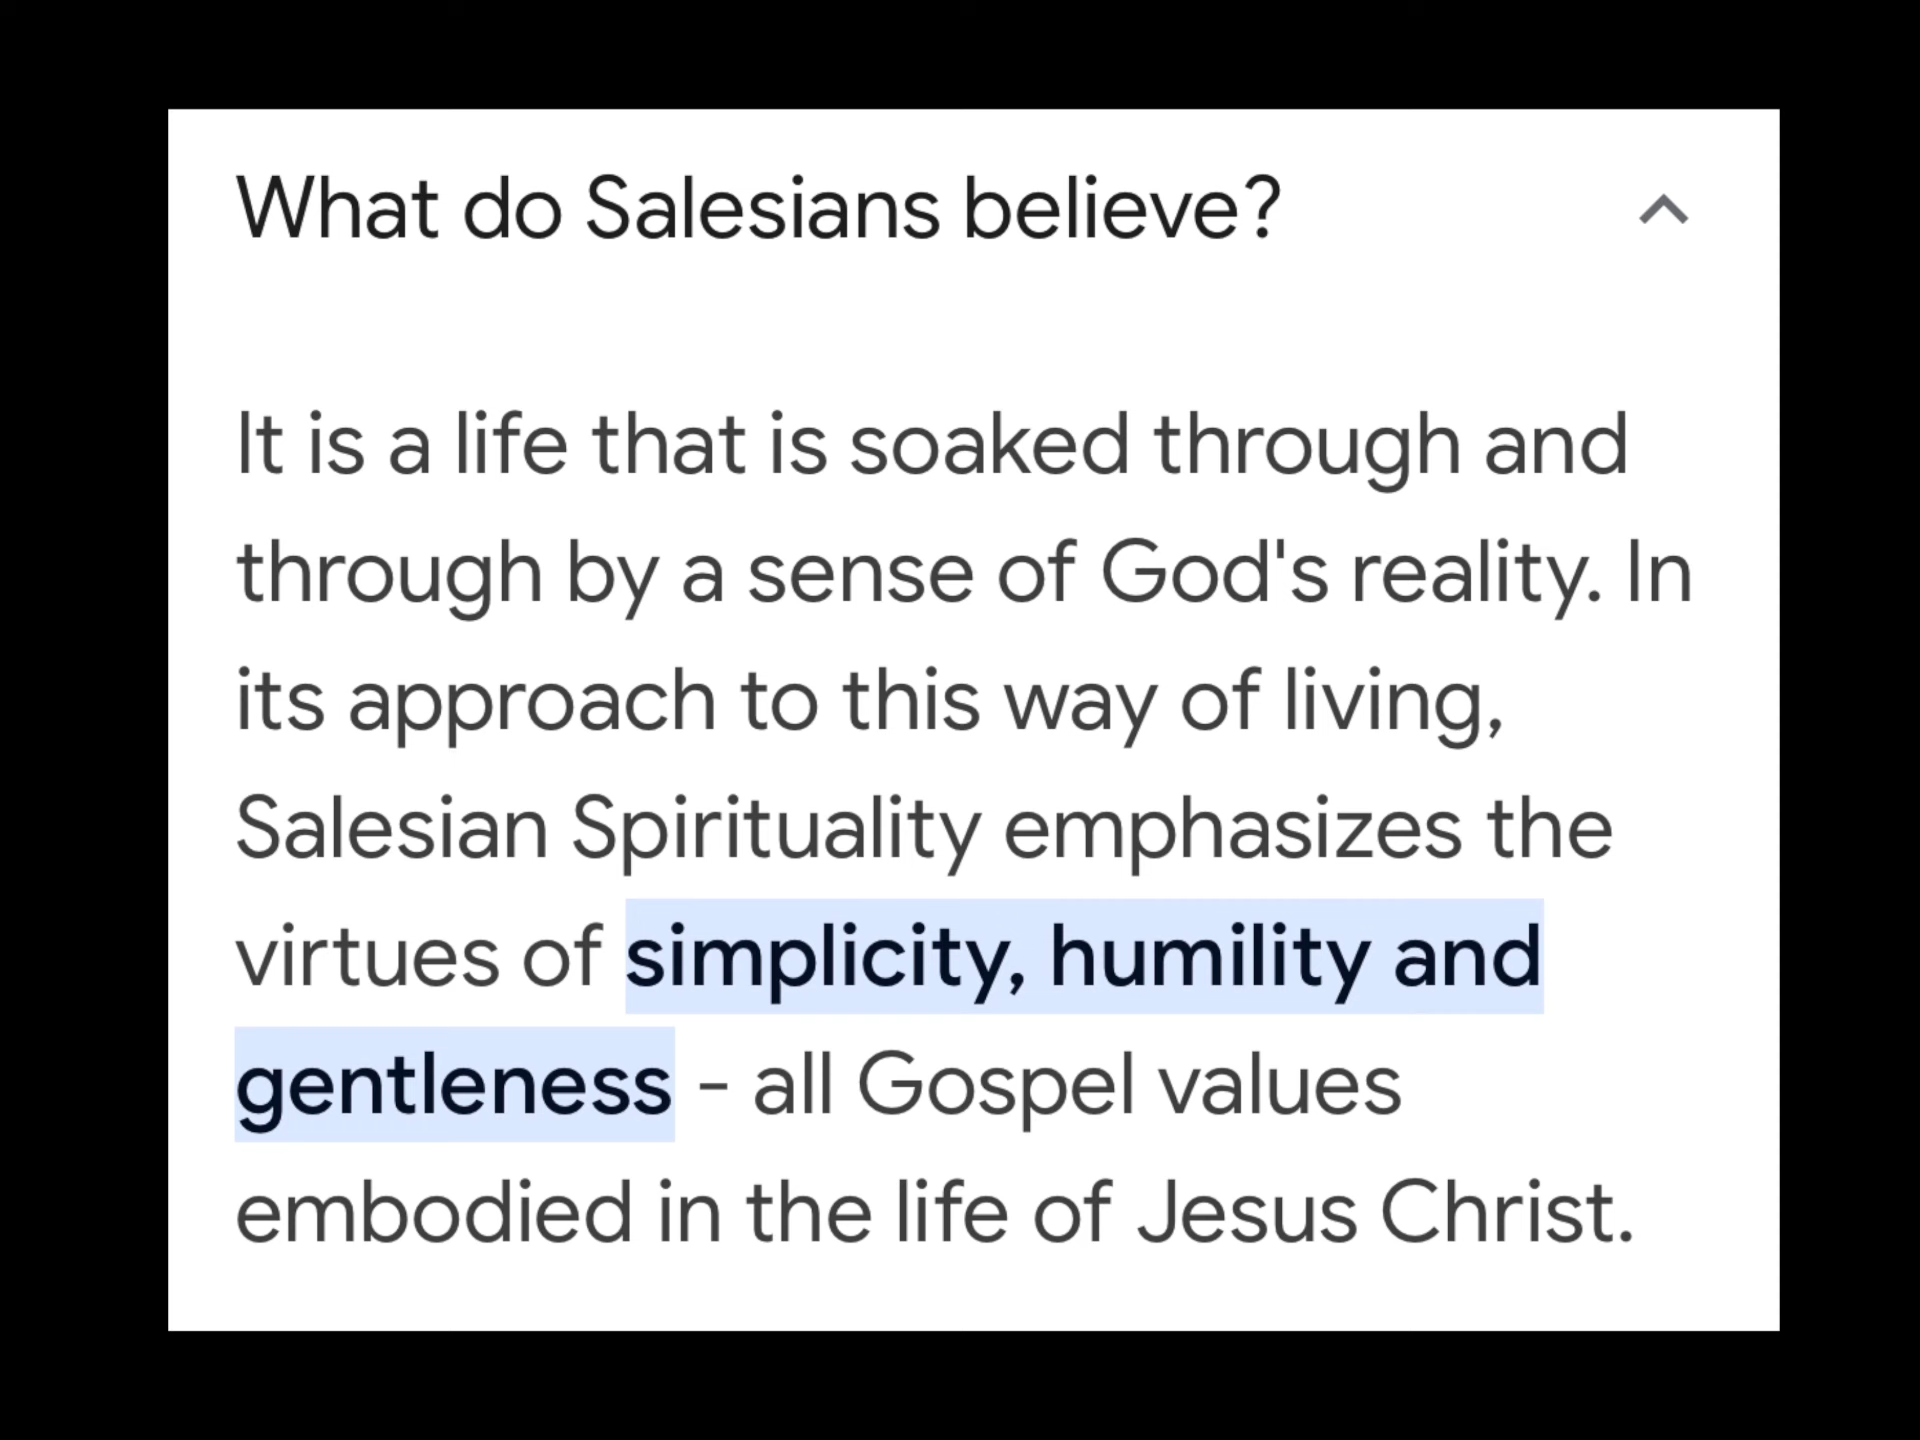 What do Salesians believe?
It is a life that is soaked through and
through by a sense of God's reality. In
its approach to this way of living,
Salesian Spirituality emphasizes the
virtues of simplicity, humility and
gentleness - all Gospel values
embodied in the life of Jesus Christ.